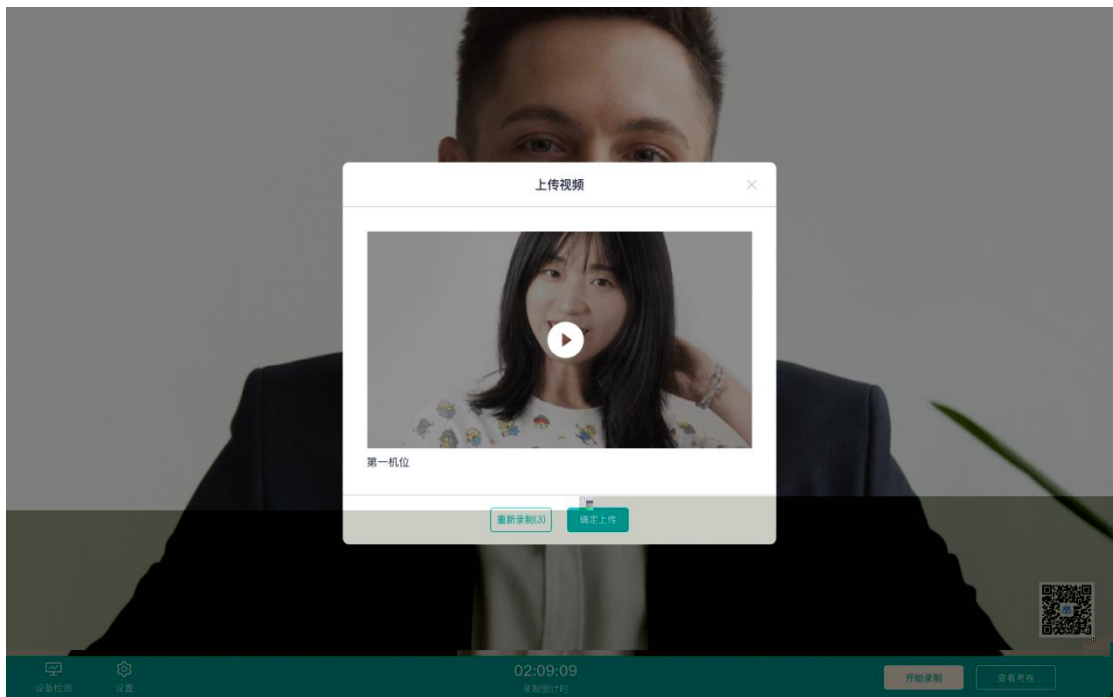 上传视频
第一机位
重新录制(3)
确定上传
设备检测
设置
02:09:09
录制倒计时
开始录制
查看考卷